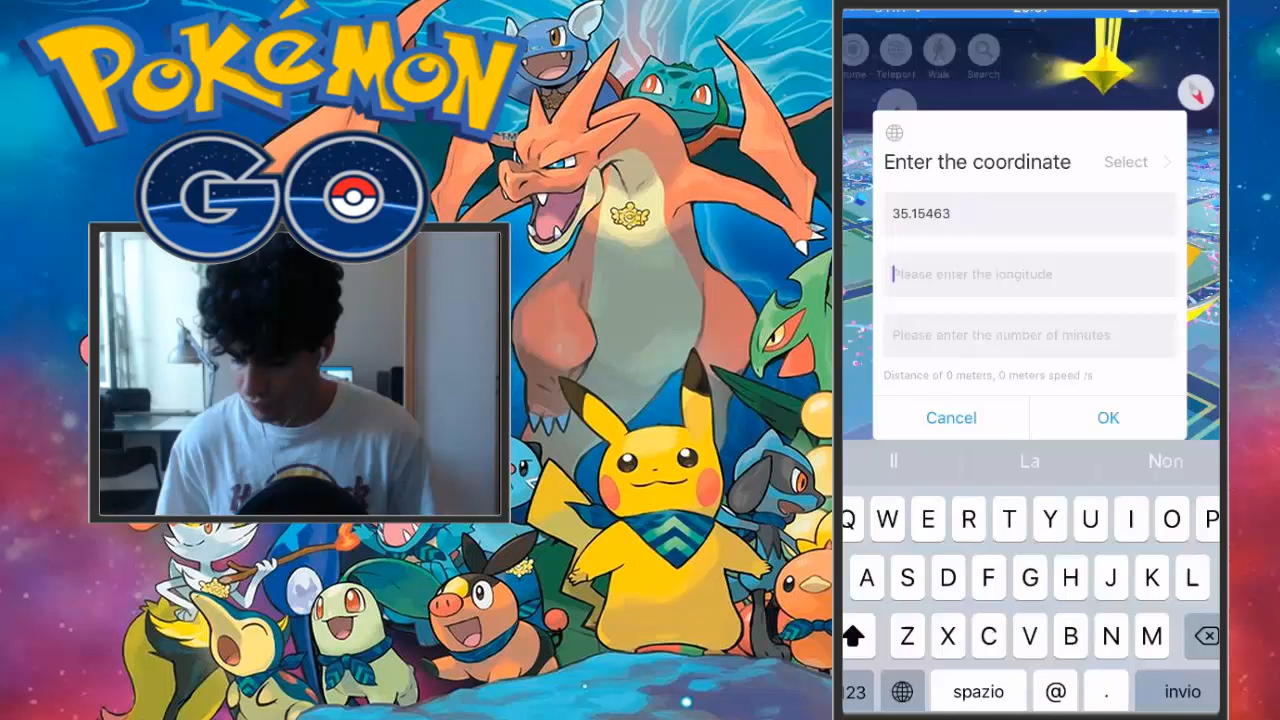 POKéMON
GO
TM
Teleport
Walk
Search
Enter the coordinate
Select
35.15463
Please enter the longitude
Please enter the number of minutes
Distance of 0 meters, 0 meters speed /s
Cancel
OK
Il
La
Non
Q W E R T Y U I O P
A S D F G H J K L
Z X C V B N M
123
spazio
@
.
invio